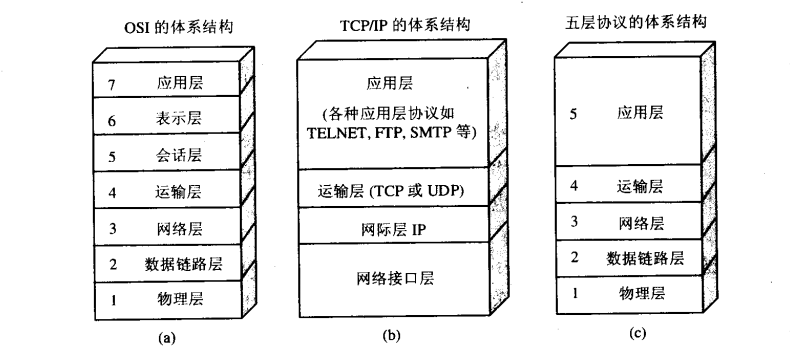 OSI 的体系结构
TCP/IP 的体系结构
五层协议的体系结构
7 应用层
6 表示层
5 会话层
4 运输层
3 网络层
2 数据链路层
1 物理层
(a)
应用层
(各种应用层协议如
TELNET, FTP, SMTP 等)
运输层 (TCP 或 UDP)
网际层 IP
网络接口层
(b)
5 应用层
4 运输层
3 网络层
2 数据链路层
1 物理层
(c)